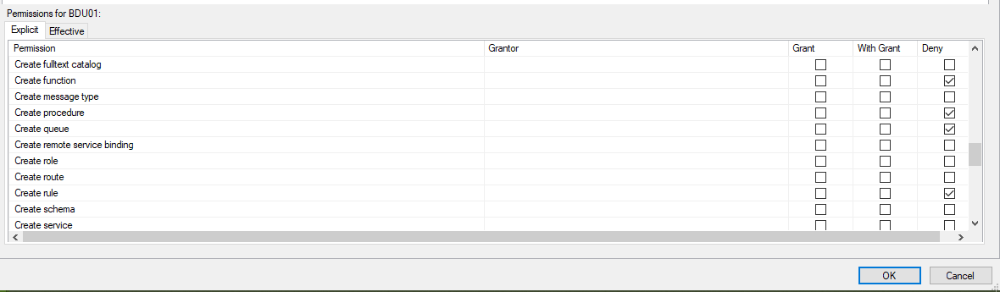 Permissions for BDU01:
Explicit Effective
Permission Grantor Grant With Grant Deny
Create fulltext catalog
Create function
Create message type
Create procedure
Create queue
Create remote service binding
Create role
Create route
Create rule
Create schema
Create service
OK Cancel